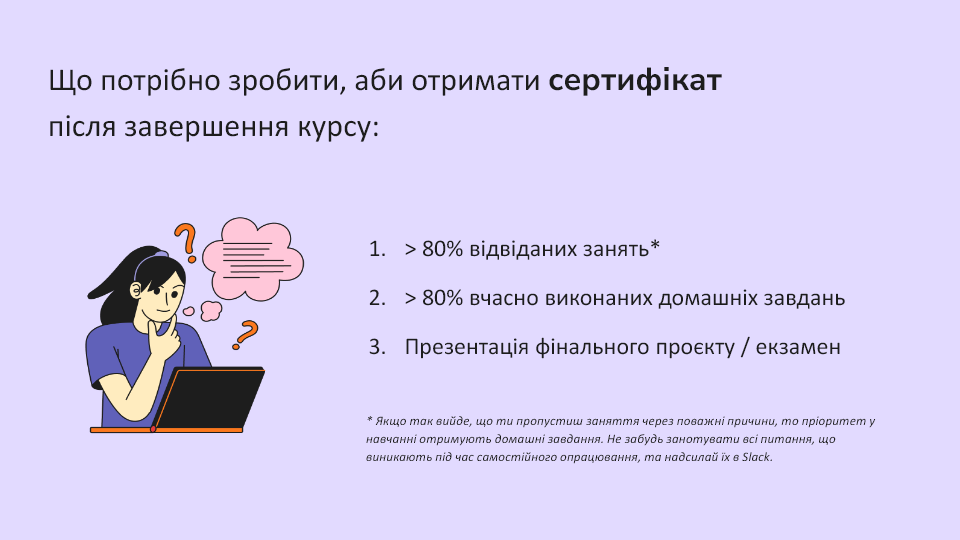 Що потрібно зробити, аби отримати сертифікат
після завершення курсу:
1. > 80% відвіданих занять*
2. > 80% вчасно виконаних домашніх завдань
3. Презентація фінального проєкту / екзамен
* Якщо так вийде, що ти пропустиш заняття через поважні причини, то пріоритет у
навчанні отримують домашні завдання. Не забудь занотувати всі питання, що
виникають під час самостійного опрацювання, та надсилай їх в Slack.